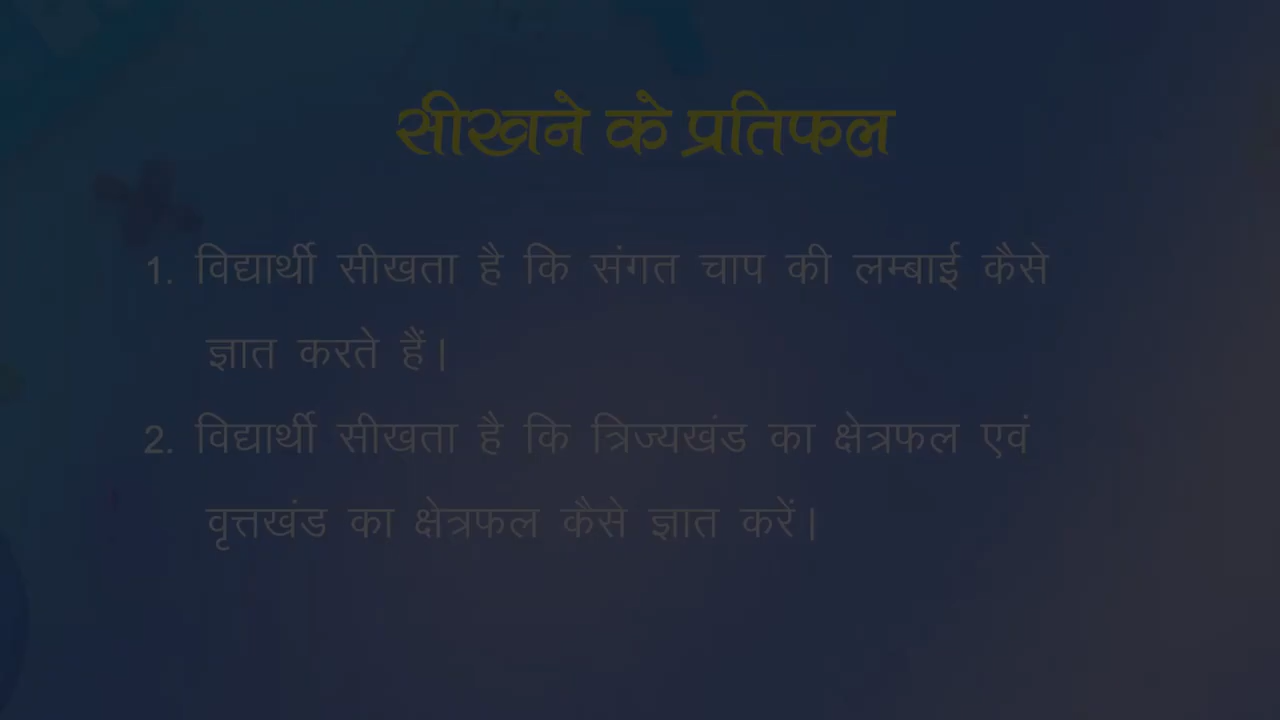 सीखने के प्रतिफल
1. विद्यार्थी सीखता है कि संगत चाप की लम्बाई कैसे
ज्ञात करते हैं।
2. विद्यार्थी सीखता है कि त्रिज्यखंड का क्षेत्रफल एवं
वृत्तखंड का क्षेत्रफल कैसे ज्ञात करें।